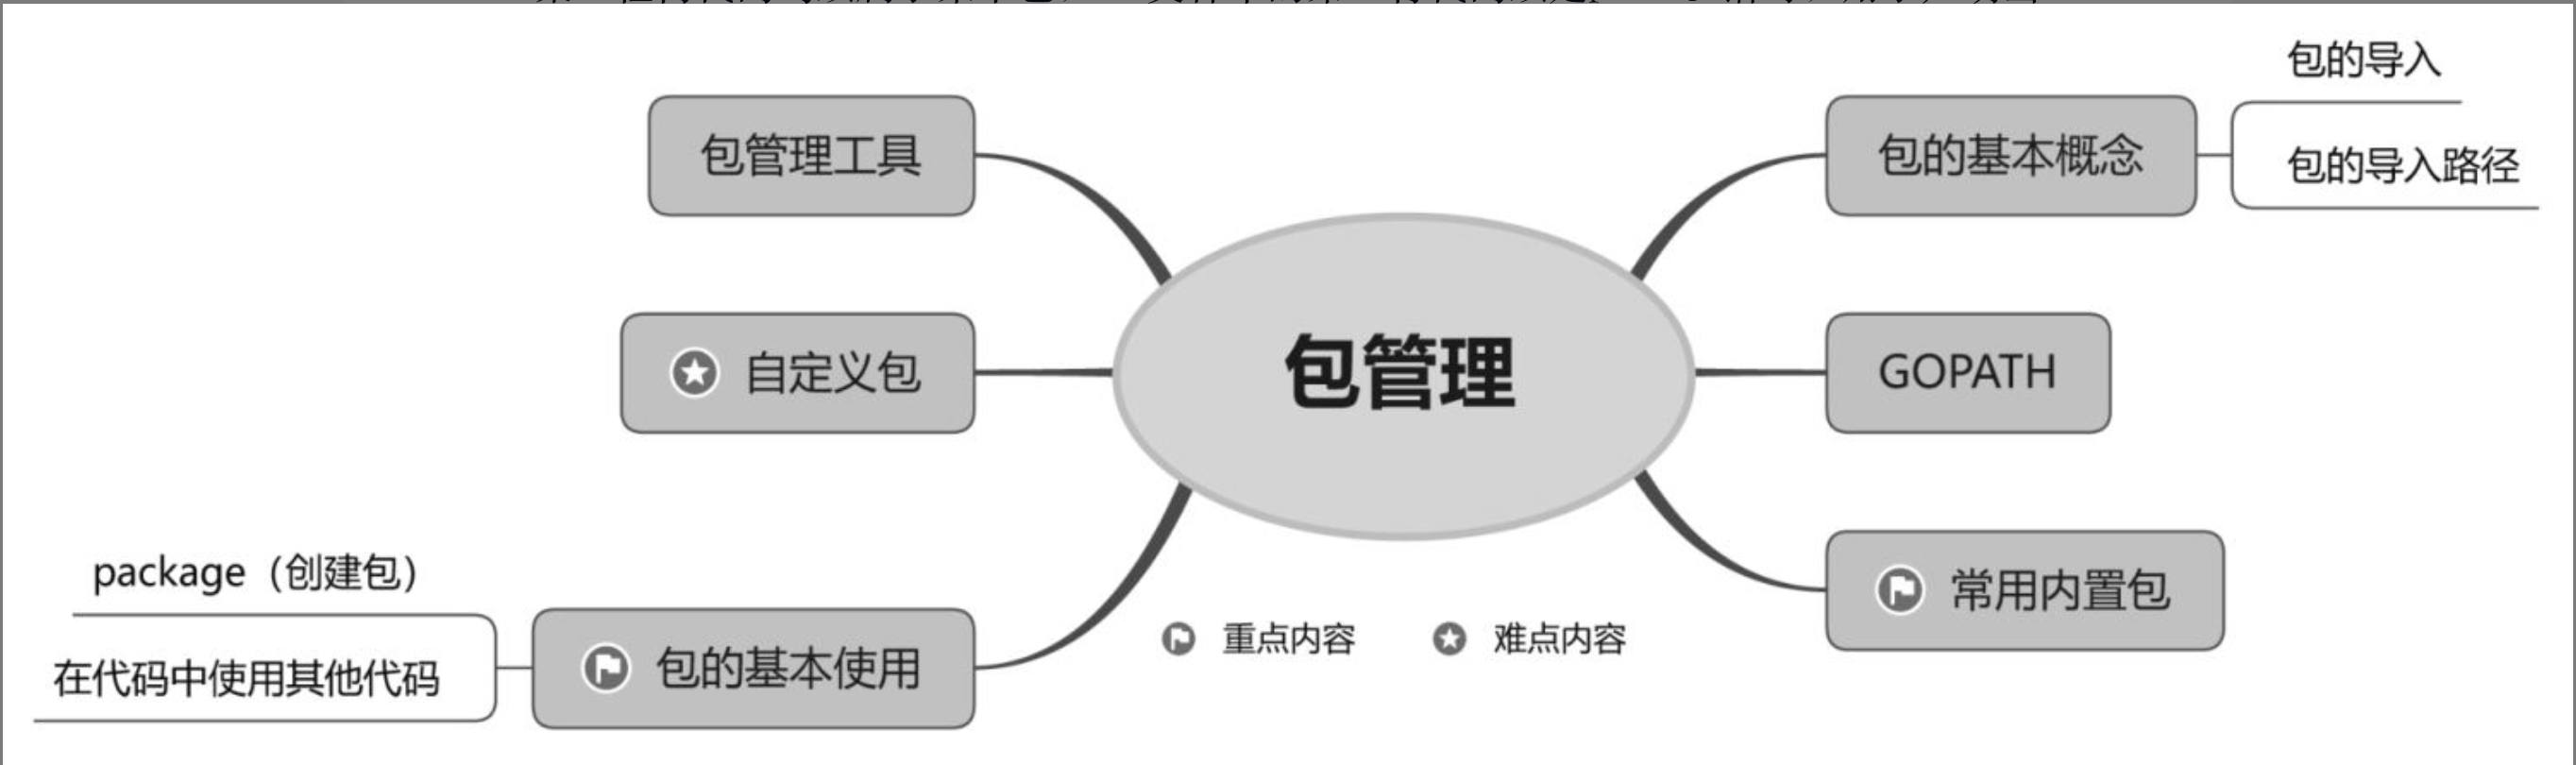 包管理
包的基本概念
包的导入
包的导入路径
GOPATH
常用内置包
包管理工具
自定义包
包的基本使用
package（创建包）
在代码中使用其他代码
重点内容
难点内容